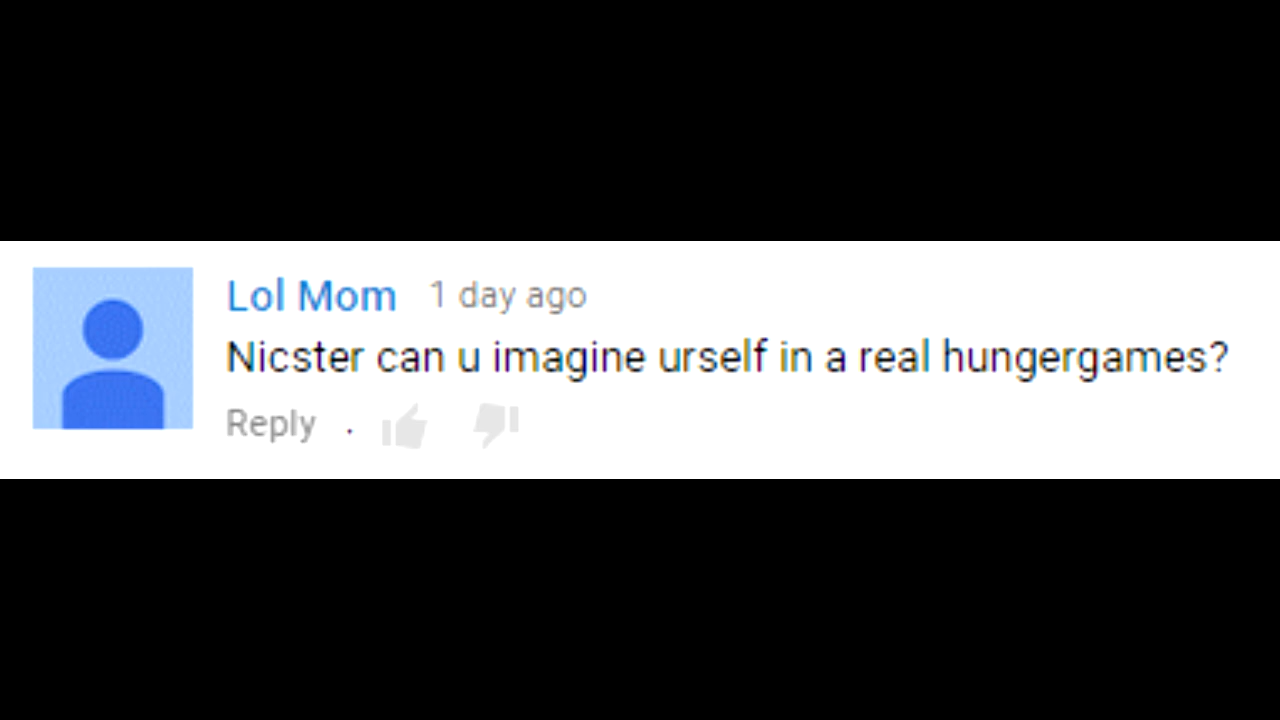 Lol Mom 1 day ago
Nicster can u imagine urself in a real hungergames?
Reply .